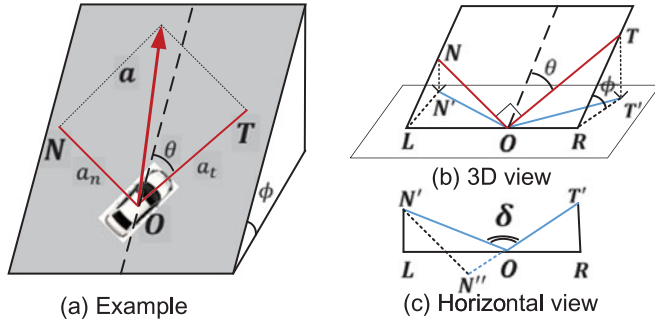 a
N
T
θ
a_n
a_t
O
ϕ
(a) Example
N
T
θ
ϕ
N'
T'
L
O
R
(b) 3D view
N'
T'
δ
L
O
R
N''
(c) Horizontal view